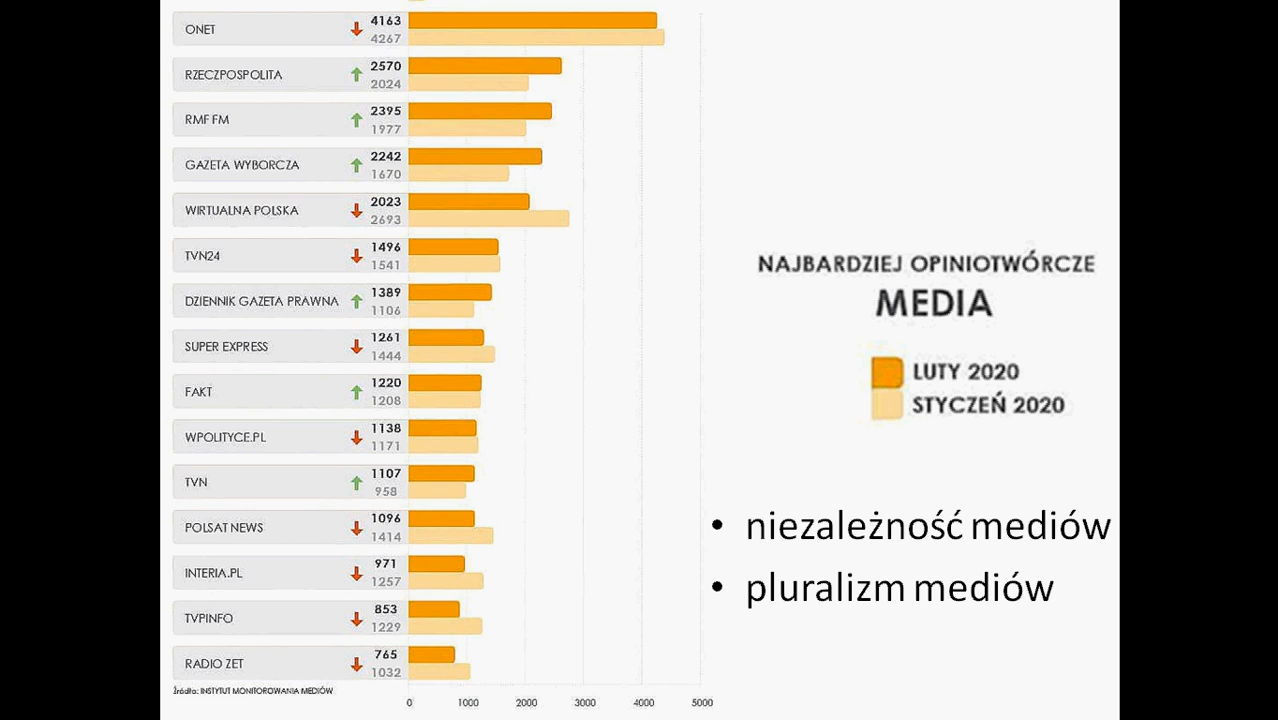 ONET 4163
4267
RZECZPOSPOLITA 2570
2024
RMF FM 2395
1977
GAZETA WYBORCZA 2242
1670
WIRTUALNA POLSKA 2023
2693
TVN24 1496
1541
DZIENNIK GAZETA PRAWNA 1389
1106
SUPER EXPRESS 1261
1444
FAKT 1220
1208
WPOLITYCE.PL 1138
1171
TVN 1107
958
POLSAT NEWS 1096
1414
INTERIA.PL 971
1257
TVPINFO 853
1229
RADIO ZET 765
1032
Źródło: INSTYTUT MONITOROWANIA MEDIÓW
0 1000 2000 3000 4000 5000
NAJBARDZIEJ OPINIOTWÓRCZE
MEDIA
LUTY 2020
STYCZEŃ 2020
• niezależność mediów
• pluralizm mediów